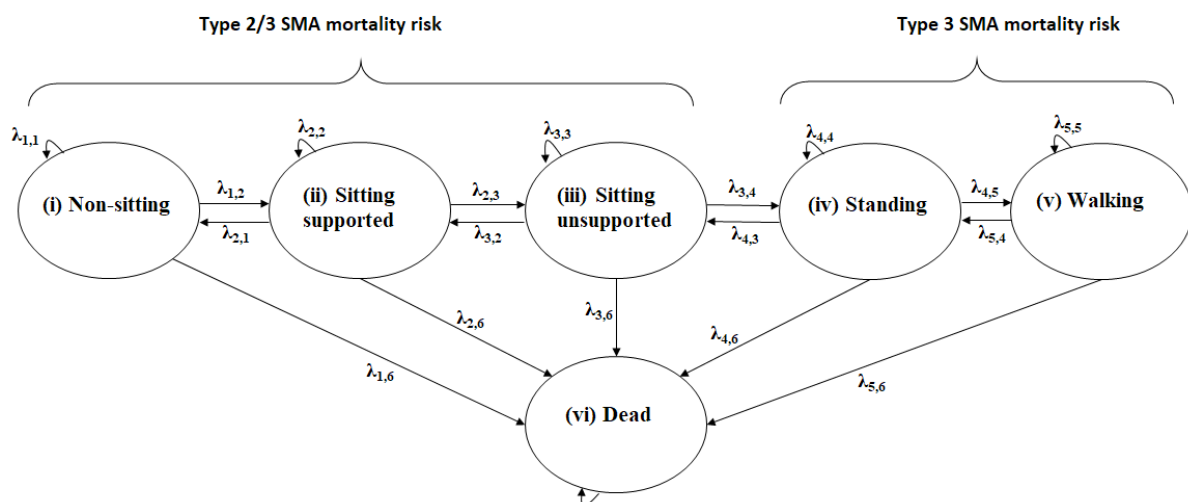 Type 2/3 SMA mortality risk
Type 3 SMA mortality risk
λ1,1
λ2,2
λ3,3
λ4,4
λ5,5
(i) Non-sitting
λ1,2
λ2,1
(ii) Sitting
supported
λ2,3
λ3,2
(iii) Sitting
unsupported
λ3,4
λ4,3
(iv) Standing
λ4,5
λ5,4
(v) Walking
λ1,6
λ2,6
λ3,6
λ4,6
λ5,6
(vi) Dead